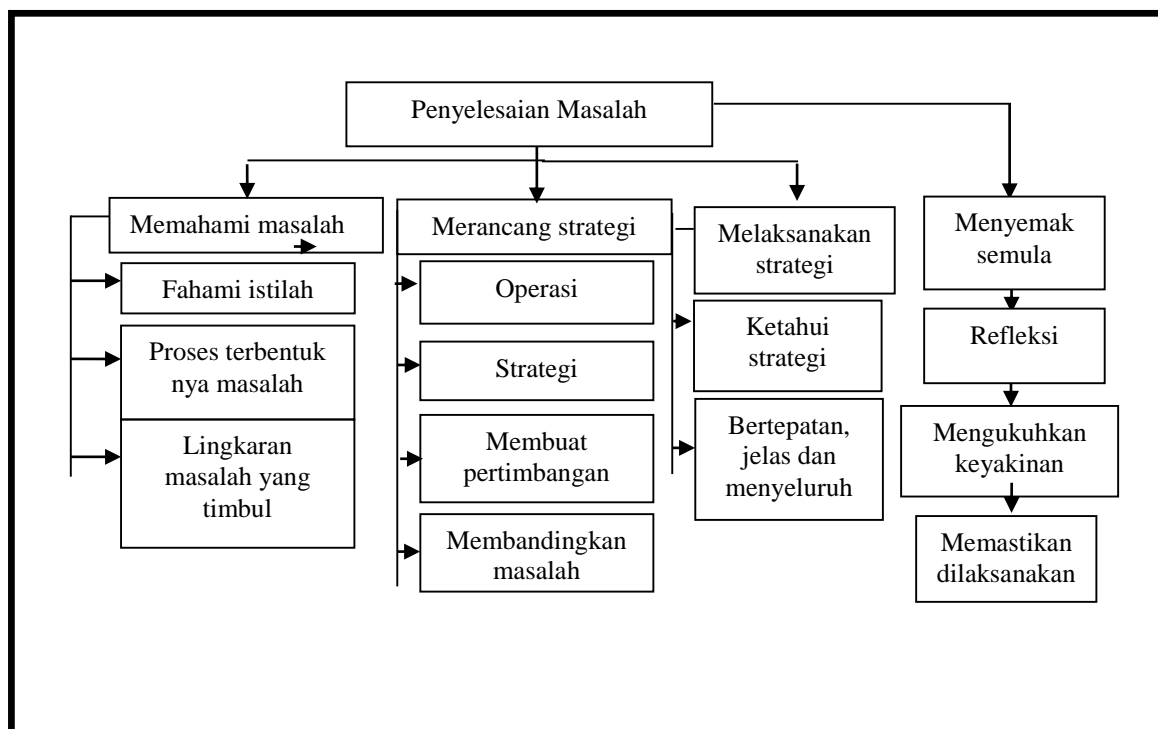 Penyelesaian Masalah
Memahami masalah
Fahami istilah
Proses terbentuk
nya masalah
Lingkaran
masalah yang
timbul
Merancang strategi
Operasi
Strategi
Membuat
pertimbangan
Membandingkan
masalah
Melaksanakan
strategi
Ketahui
strategi
Bertepatan,
jelas dan
menyeluruh
Menyemak
semula
Refleksi
Mengukuhkan
keyakinan
Memastikan
dilaksanakan